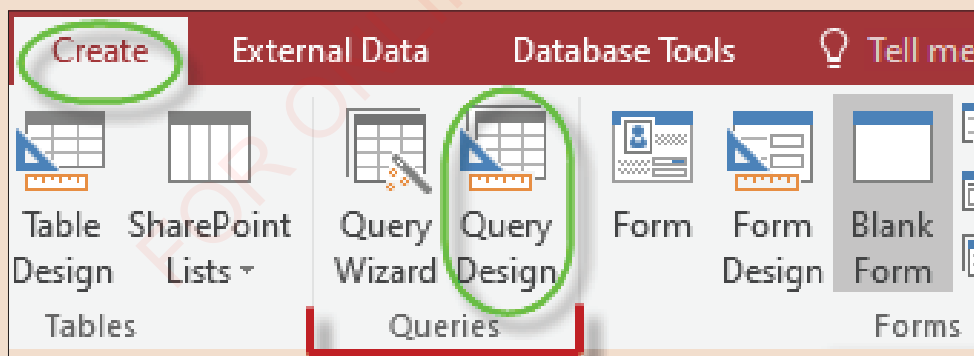 Create External Data Database Tools Tell me
Table Design SharePoint Lists Query Wizard Query Design Form Form Design Blank Form
Tables Queries Forms
FOR O